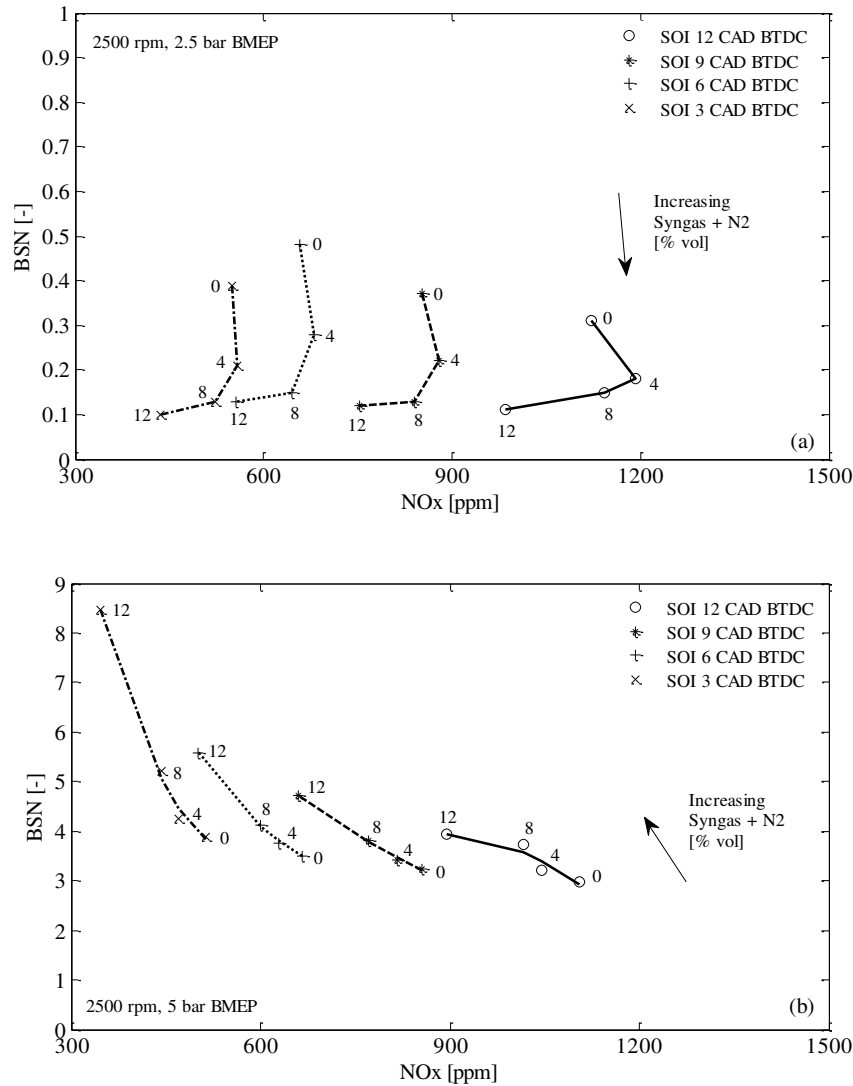 1
2500 rpm, 2.5 bar BMEP
SOI 12 CAD BTDC
SOI 9 CAD BTDC
SOI 6 CAD BTDC
SOI 3 CAD BTDC
0.9
0.8
0.7
0.6
Increasing
Syngas + N2
[% vol]
0.5
0
0.4
0
0
0
0.3
4
4
4
4
0.2
8
8
8
8
0.1
12
12
12
12
0
BSN [-]
(a)
300
600
900
1200
1500
NOx [ppm]
9
SOI 12 CAD BTDC
SOI 9 CAD BTDC
SOI 6 CAD BTDC
SOI 3 CAD BTDC
12
8
7
6
12
8
5
12
Increasing
Syngas + N2
[% vol]
4
8
8
12
8
4
4
4
4
0
0
0
0
3
2
1
0
BSN [-]
2500 rpm, 5 bar BMEP
(b)
300
600
900
1200
1500
NOx [ppm]